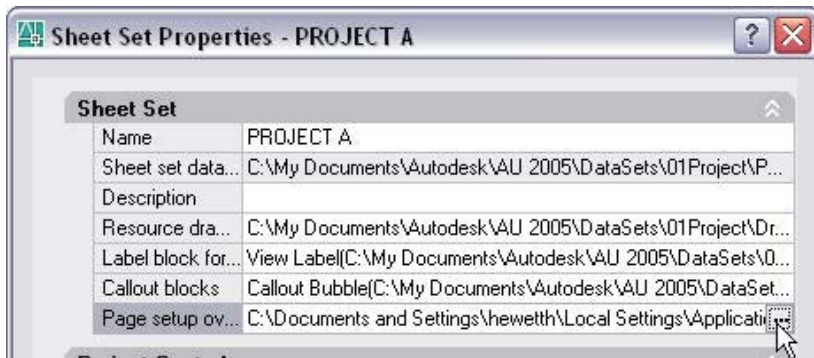 Sheet Set Properties - PROJECT A
Sheet Set
Name PROJECT A
Sheet set data... C:\My Documents\Autodesk\AU 2005\DataSets\01Project\P...
Description
Resource dra... C:\My Documents\Autodesk\AU 2005\DataSets\01Project\Dr...
Label block for... View Label(C:\My Documents\Autodesk\AU 2005\DataSets\0...
Callout blocks Callout Bubble(C:\My Documents\Autodesk\AU 2005\DataSet...
Page setup ov... C:\Documents and Settings\hewetth\Local Settings\Applicati ...